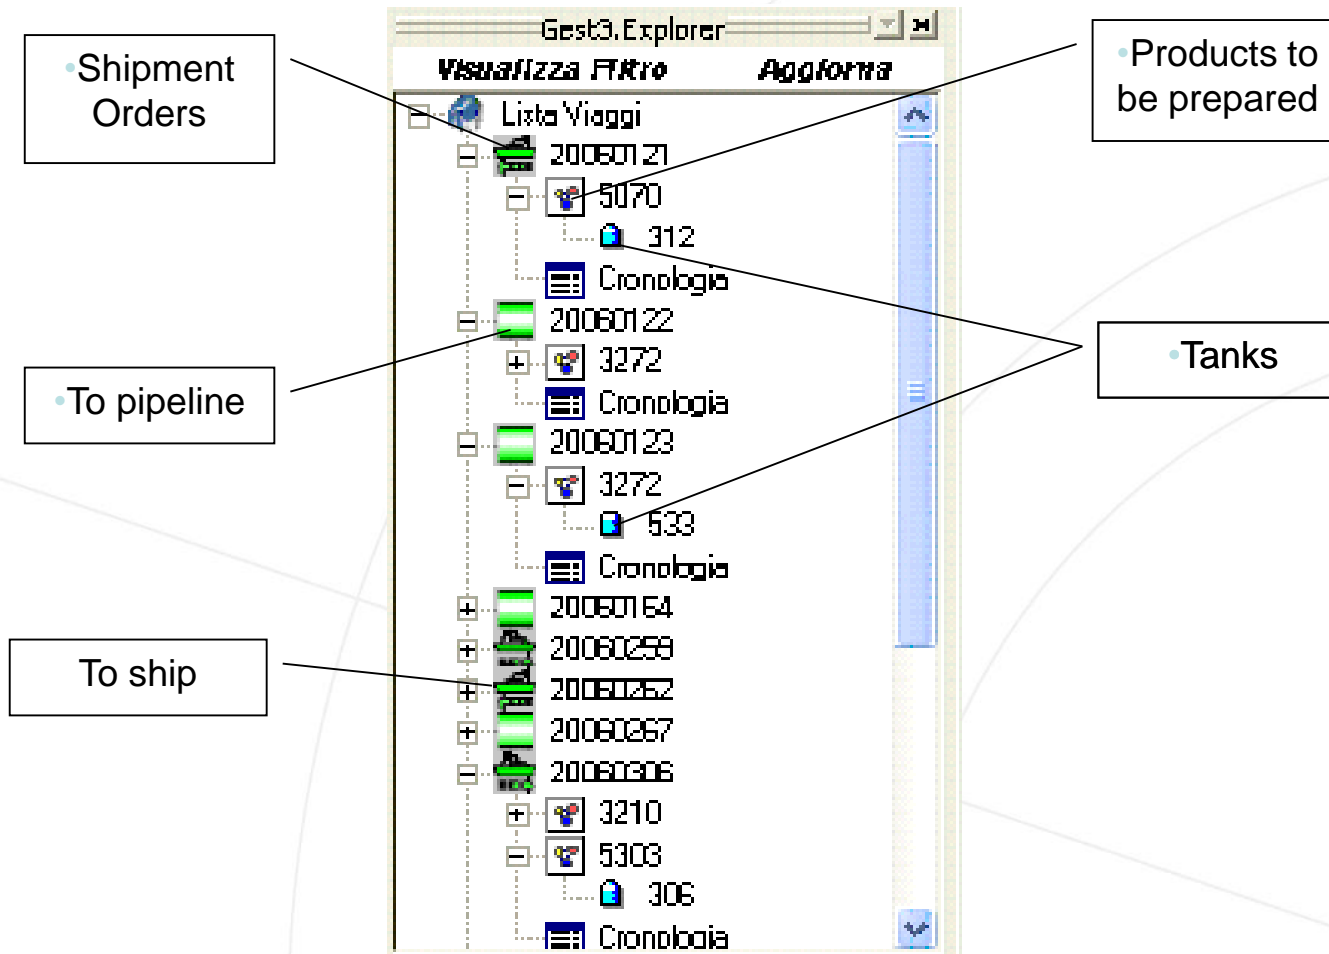 Gest3.Explorer
Visualizza Filtro Aggiorna
•Shipment
Orders
•Products to
be prepared
Lista Viaggi
20060121
5070
312
Cronologia
20060122
3272
Cronologia
•To pipeline
•Tanks
20060123
3272
533
Cronologia
20060164
20060259
To ship
20060262
20060267
20060306
3210
5303
306
Cronologia